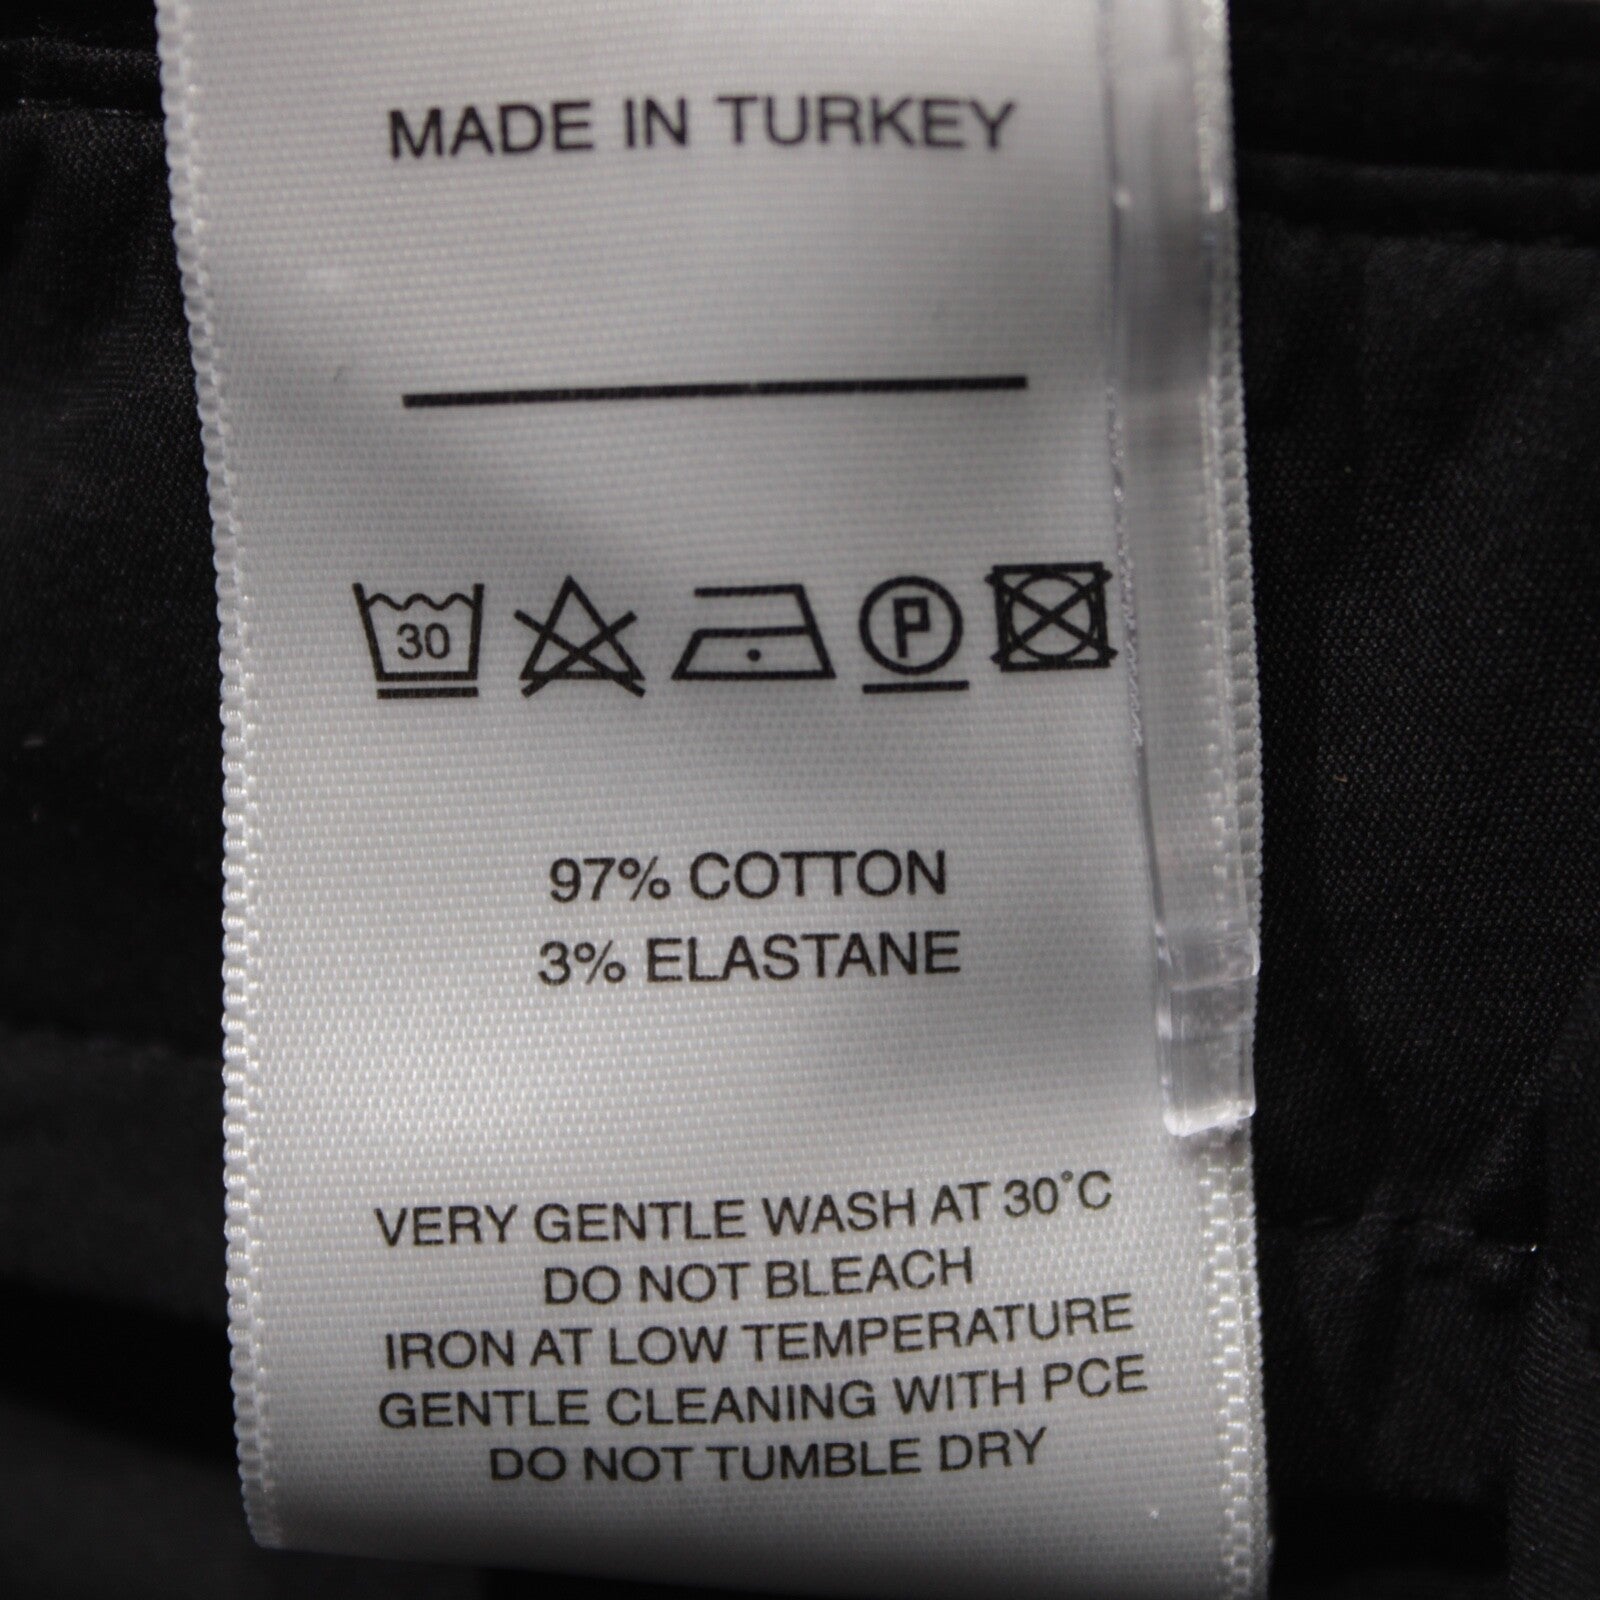 MADE IN TURKEY
30 P
97% COTTON
3% ELASTANE
VERY GENTLE WASH AT 30°C
DO NOT BLEACH
IRON AT LOW TEMPERATURE
GENTLE CLEANING WITH PCE
DO NOT TUMBLE DRY